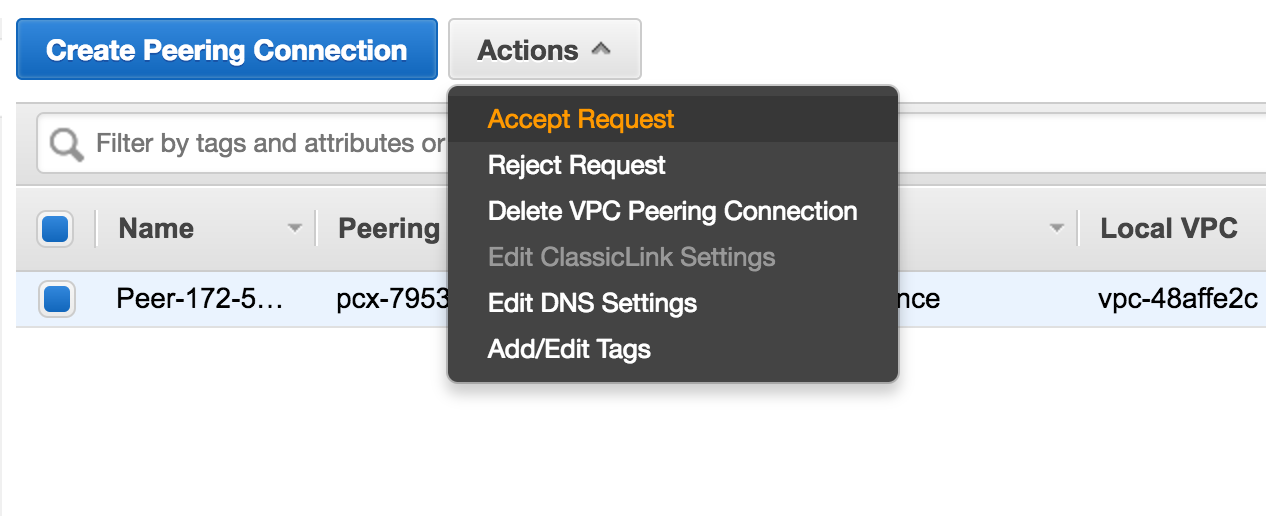 Create Peering Connection
Actions
Accept Request
Filter by tags and attributes or
Reject Request
Delete VPC Peering Connection
Name
Peering
Local VPC
Edit ClassicLink Settings
Peer-172-5…
pcx-7953
Edit DNS Settings
vpc-48affe2c
Add/Edit Tags